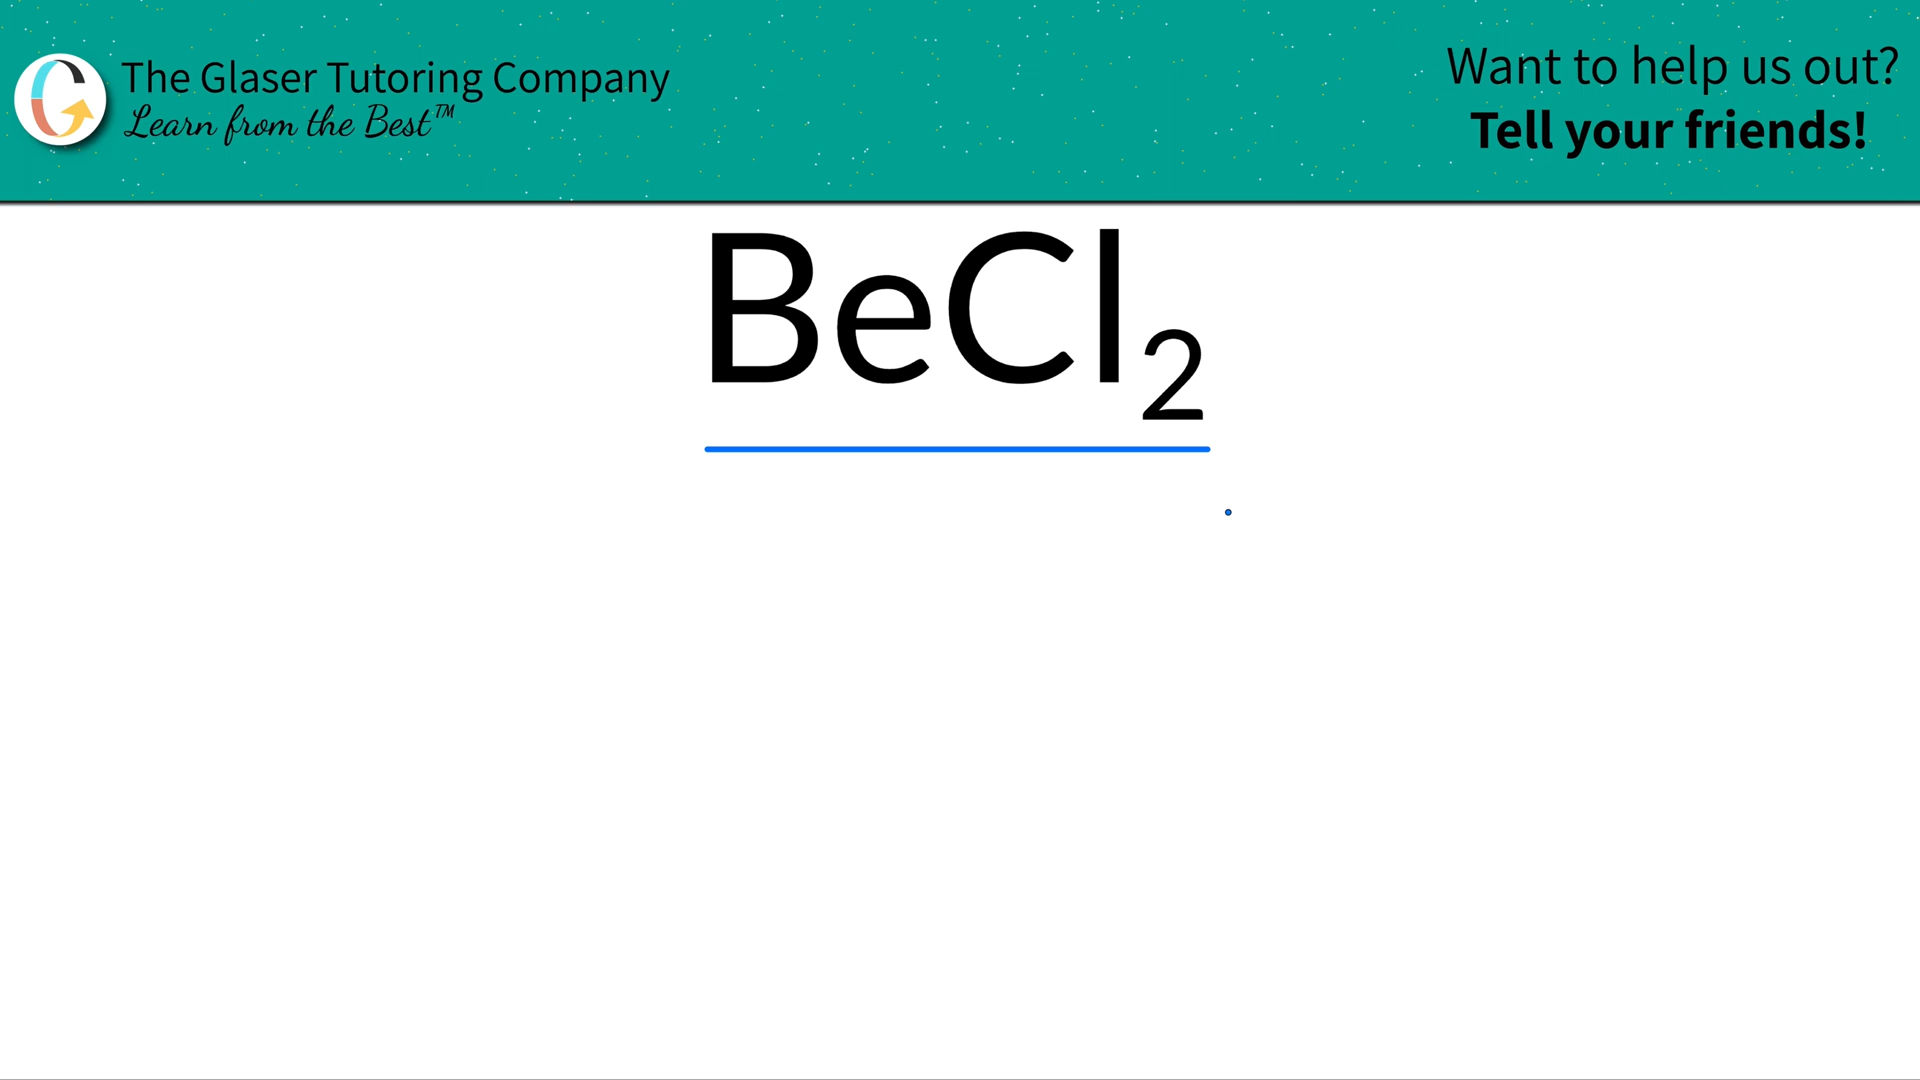 The Glaser Tutoring Company
Learn from the Best™
Want to help us out?
Tell your friends!
BeCl₂